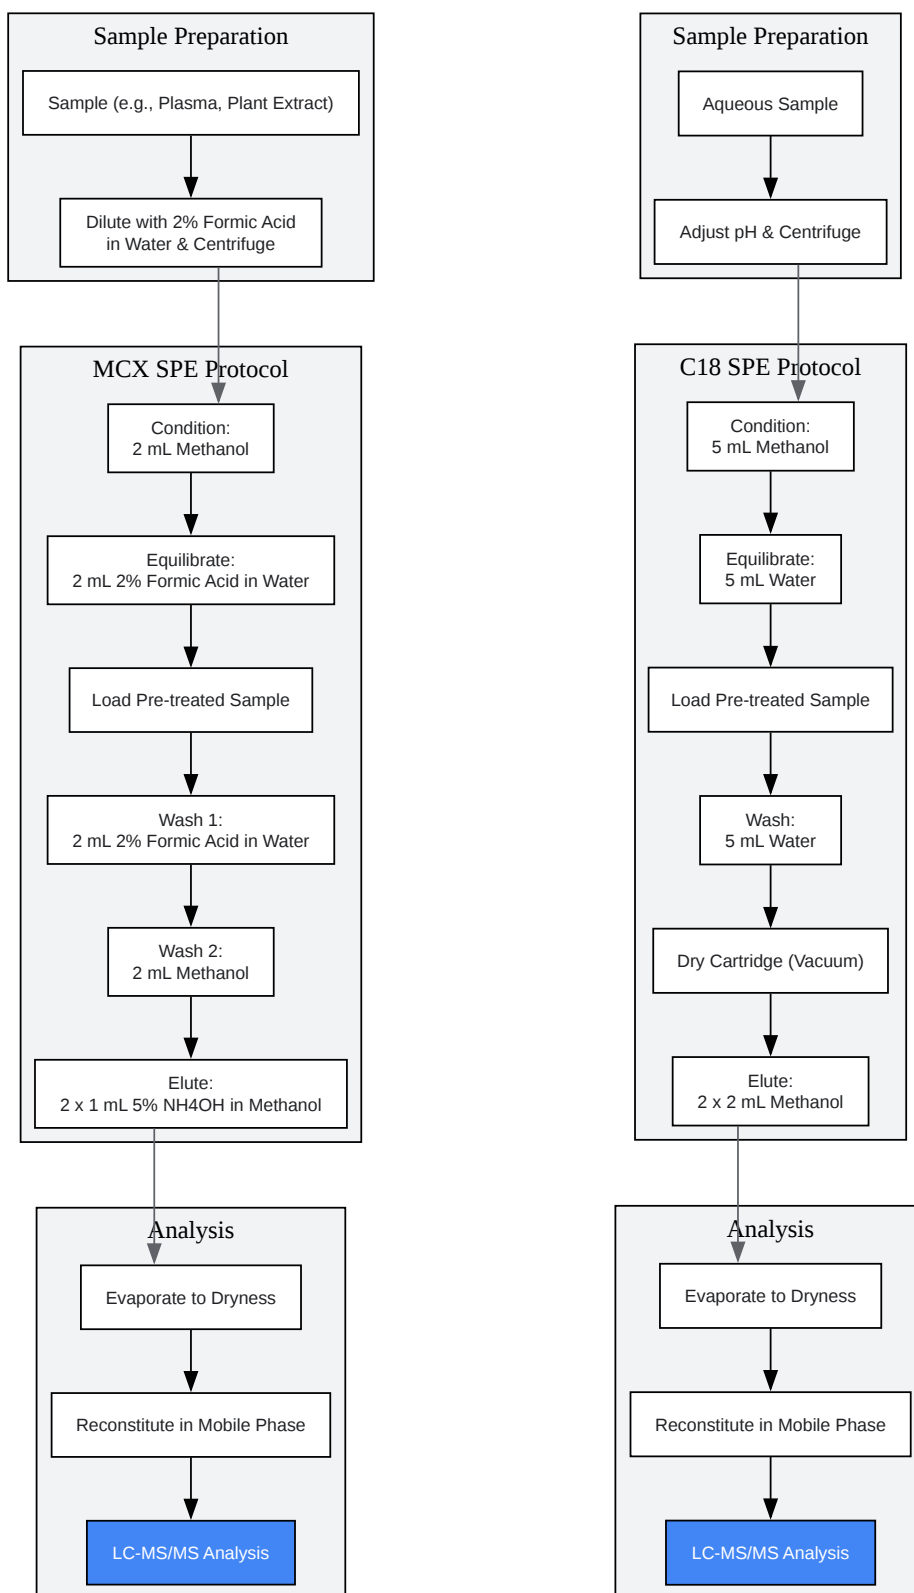 Sample Preparation
Sample (e.g., Plasma, Plant Extract)
Dilute with 2% Formic Acid
in Water & Centrifuge
MCX SPE Protocol
Condition:
2 mL Methanol
Equilibrate:
2 mL 2% Formic Acid in Water
Load Pre-treated Sample
Wash 1:
2 mL 2% Formic Acid in Water
Wash 2:
2 mL Methanol
Elute:
2 x 1 mL 5% NH4OH in Methanol
Analysis
Evaporate to Dryness
Reconstitute in Mobile Phase
LC-MS/MS Analysis
Sample Preparation
Aqueous Sample
Adjust pH & Centrifuge
C18 SPE Protocol
Condition:
5 mL Methanol
Equilibrate:
5 mL Water
Load Pre-treated Sample
Wash:
5 mL Water
Dry Cartridge (Vacuum)
Elute:
2 x 2 mL Methanol
Analysis
Evaporate to Dryness
Reconstitute in Mobile Phase
LC-MS/MS Analysis